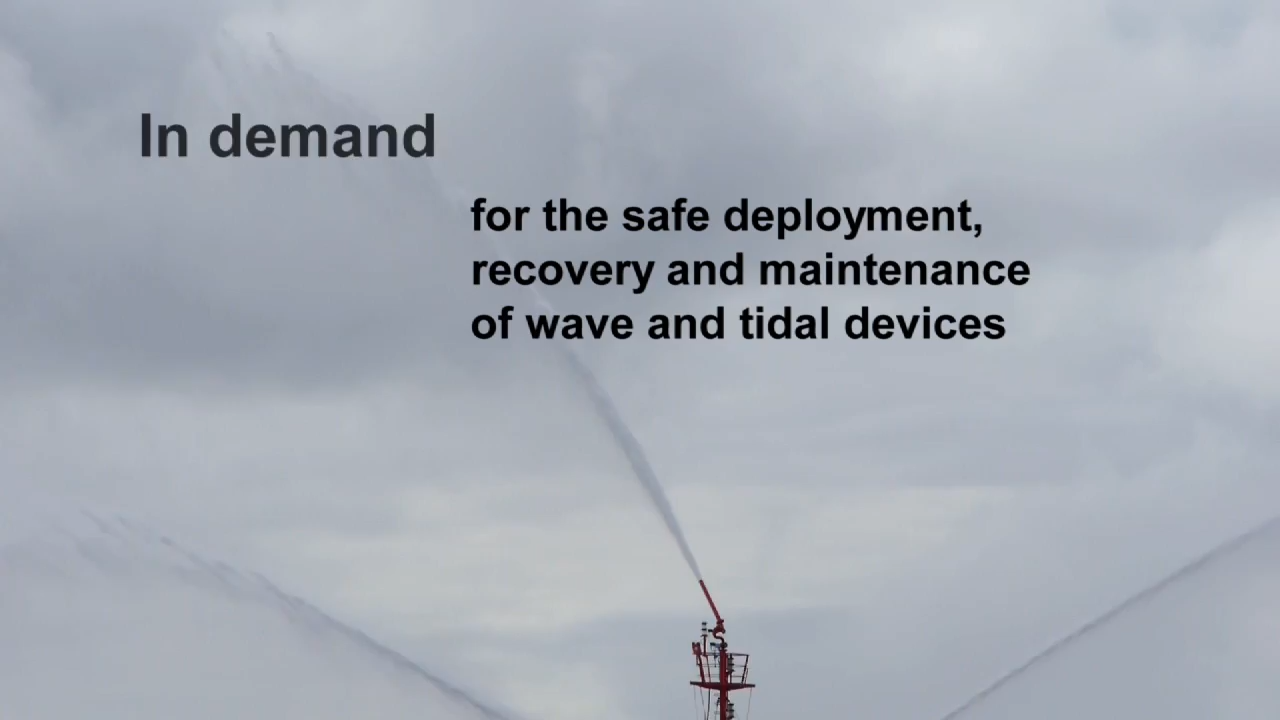 In demand
for the safe deployment,
recovery and maintenance
of wave and tidal devices